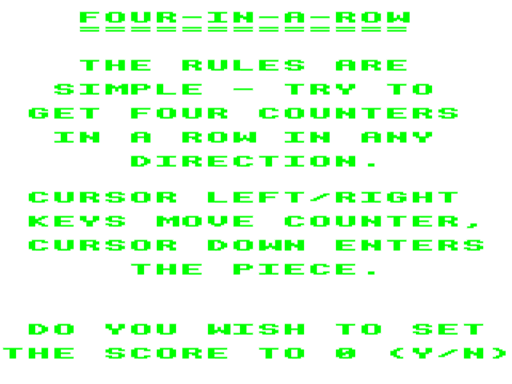 FOUR-IN-A-ROW
THE RULES ARE
SIMPLE - TRY TO
GET FOUR COUNTERS
IN A ROW IN ANY
DIRECTION.
CURSOR LEFT/RIGHT
KEYS MOVE COUNTER,
CURSOR DOWN ENTERS
THE PIECE.
DO YOU WISH TO SET
THE SCORE TO 0 (Y/N)